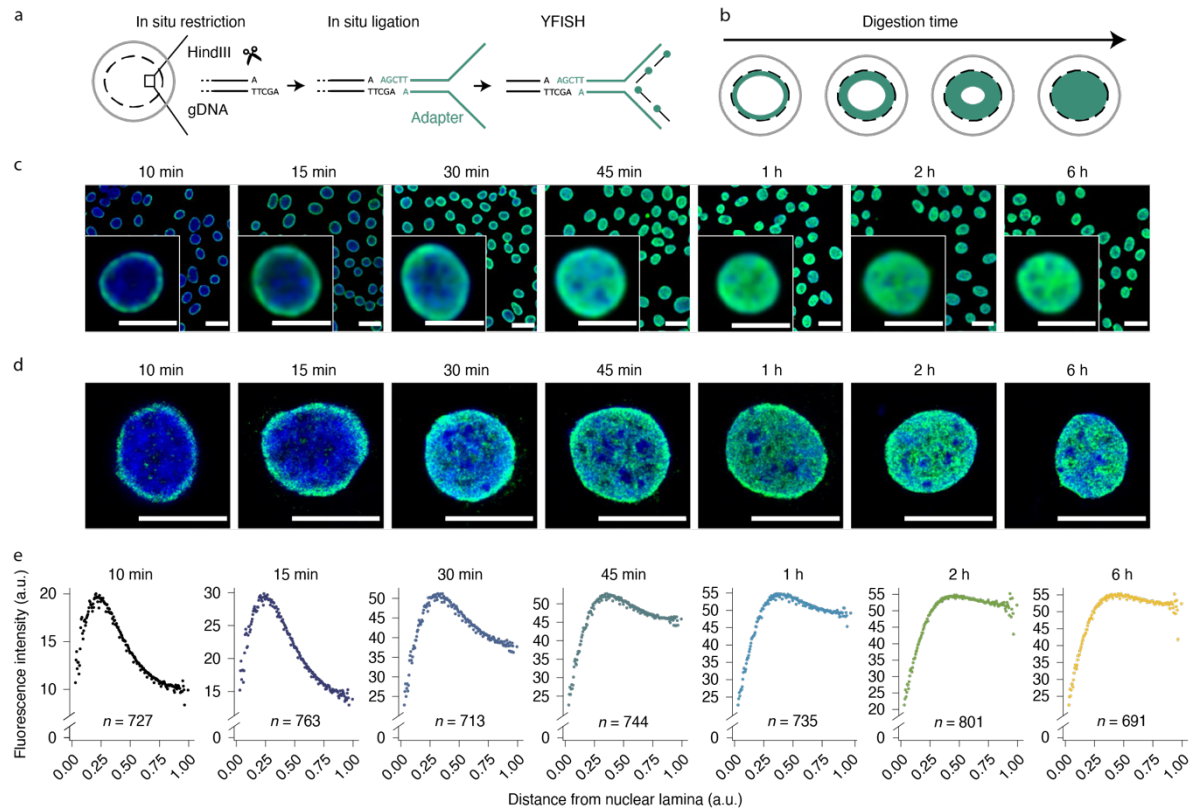 a
In situ restriction
In situ ligation
YFISH
b
Digestion time
HindIII
gDNA
A
TTCGA
A AGCTT
TTCGA A
Adapter
A AGCTT
TTCGA A
c
10 min 15 min 30 min 45 min 1 h 2 h 6 h
d
10 min 15 min 30 min 45 min 1 h 2 h 6 h
e
Fluorescence intensity (a.u.)
10 min
20
15
10
0
n = 727
0.00 0.25 0.50 0.75 1.00
15 min
30
25
20
15
0
n = 763
0.00 0.25 0.50 0.75 1.00
30 min
50
45
40
35
30
25
0
n = 713
0.00 0.25 0.50 0.75 1.00
45 min
50
45
40
35
30
25
0
n = 744
0.00 0.25 0.50 0.75 1.00
1 h
55
50
45
40
35
30
25
0
n = 735
0.00 0.25 0.50 0.75 1.00
2 h
55
50
45
40
35
30
25
20
0
n = 801
0.00 0.25 0.50 0.75 1.00
6 h
55
50
45
40
35
30
25
0
n = 691
0.00 0.25 0.50 0.75 1.00
Distance from nuclear lamina (a.u.)